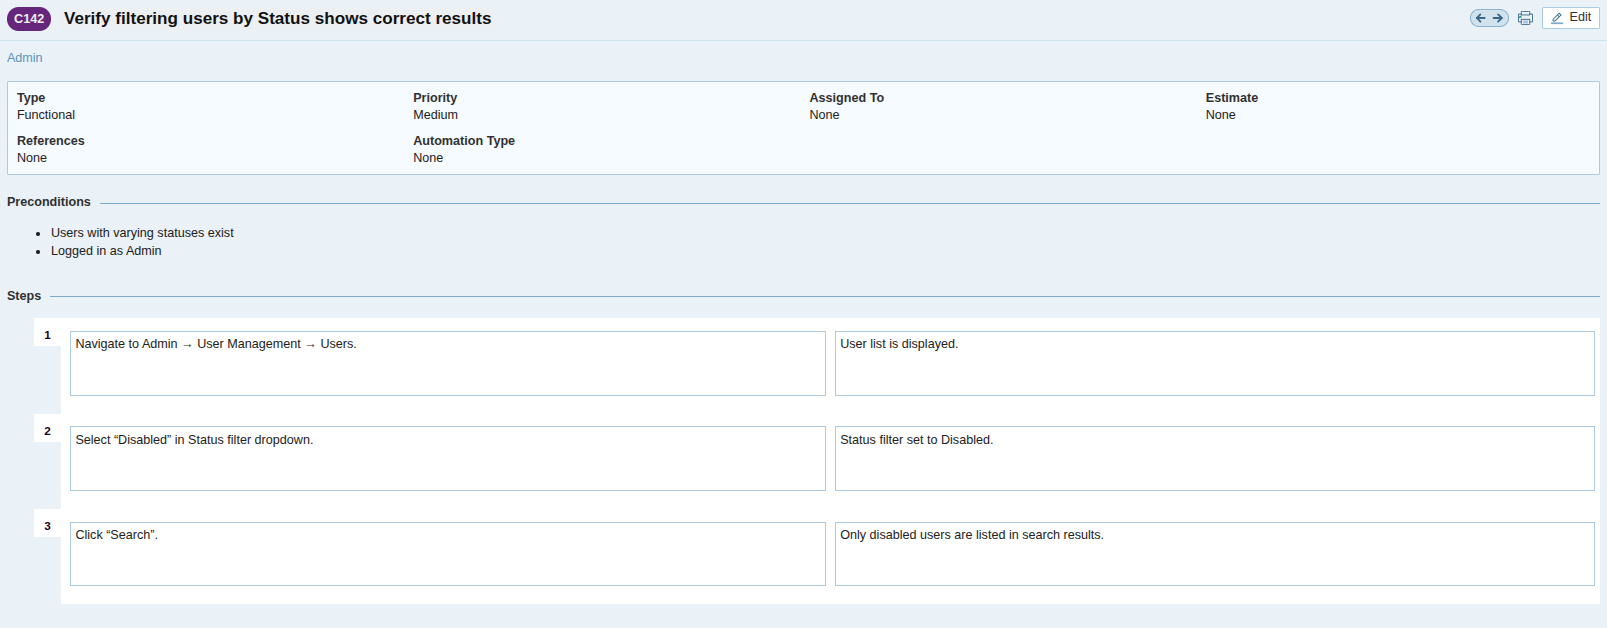 C142 Verify filtering users by Status shows correct results Edit
Admin
Type Priority Assigned To Estimate
Functional Medium None None
References Automation Type
None None
Preconditions
• Users with varying statuses exist
• Logged in as Admin
Steps
1 Navigate to Admin → User Management → Users. User list is displayed.
2 Select “Disabled” in Status filter dropdown. Status filter set to Disabled.
3 Click “Search”. Only disabled users are listed in search results.